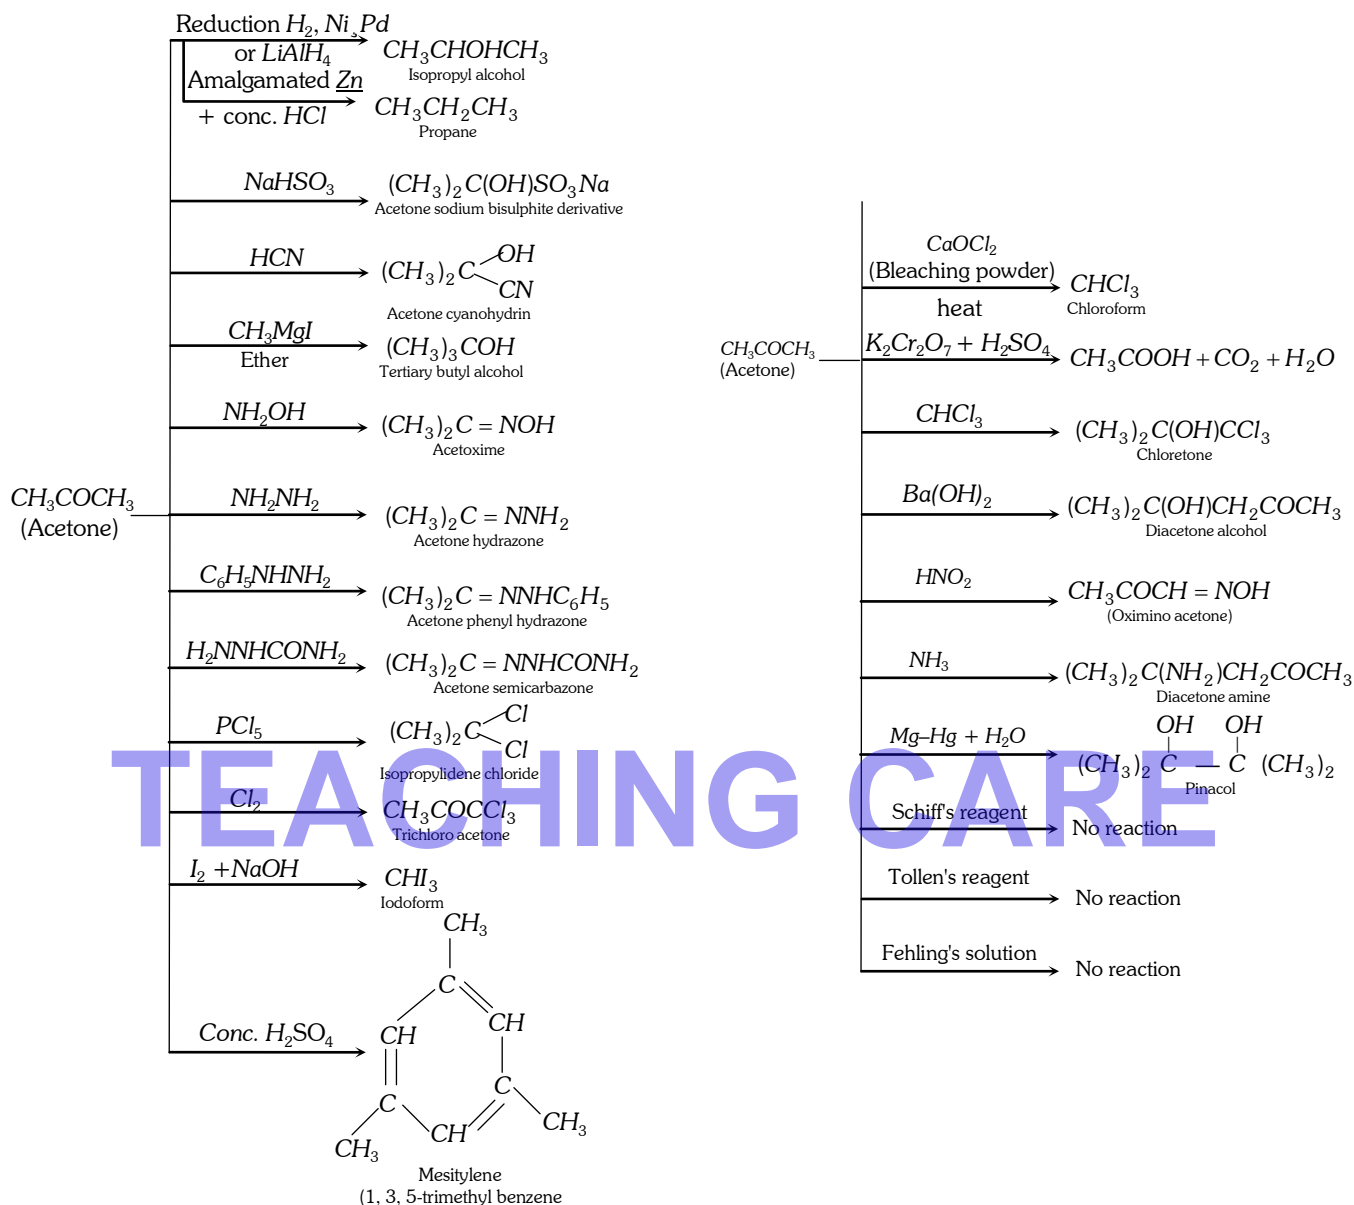 Reduction H₂, Ni, Pd
or LiAlH₄
CH₃CHOHCH₃
Isopropyl alcohol
Amalgamated Zn
+ conc. HCl
CH₃CH₂CH₃
Propane
NaHSO₃
(CH₃)₂C(OH)SO₃Na
Acetone sodium bisulphite derivative
HCN
(CH₃)₂C
OH
CN
Acetone cyanohydrin
CH₃MgI
Ether
(CH₃)₃COH
Tertiary butyl alcohol
NH₂OH
(CH₃)₂C = NOH
Acetoxime
CH₃COCH₃
(Acetone)
NH₂NH₂
(CH₃)₂C = NNH₂
Acetone hydrazone
C₆H₅NHNH₂
(CH₃)₂C = NNHC₆H₅
Acetone phenyl hydrazone
H₂NNHCONH₂
(CH₃)₂C = NNHCONH₂
Acetone semicarbazone
PCl₅
(CH₃)₂C
Cl
Cl
Isopropylidene chloride
Cl₂
CH₃COCCl₃
Trichloro acetone
I₂ + NaOH
CHI₃
Iodoform
Conc. H₂SO₄
CH₃
C
CH
CH
C
C
CH
CH₃
CH₃
Mesitylene
(1, 3, 5-trimethyl benzene
CH₃COCH₃
(Acetone)
CaOCl₂
(Bleaching powder)
heat
CHCl₃
Chloroform
K₂Cr₂O₇ + H₂SO₄
CH₃COOH + CO₂ + H₂O
CHCl₃
(CH₃)₂C(OH)CCl₃
Chloretone
Ba(OH)₂
(CH₃)₂C(OH)CH₂COCH₃
Diacetone alcohol
HNO₂
CH₃COCH = NOH
(Oximino acetone)
NH₃
(CH₃)₂C(NH₂)CH₂COCH₃
Diacetone amine
Mg–Hg + H₂O
OH OH
(CH₃)₂ C — C (CH₃)₂
Pinacol
Schiff's reagent
No reaction
Tollen's reagent
No reaction
Fehling's solution
No reaction
TEACHING CARE